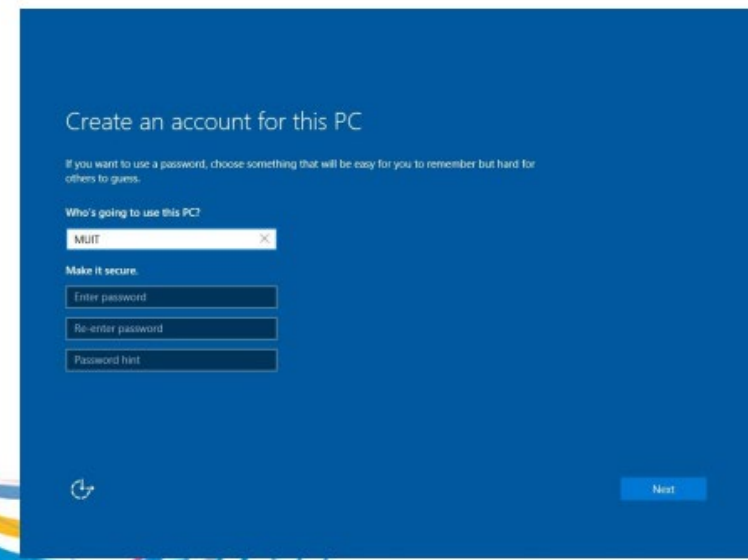 Create an account for this PC
If you want to use a password, choose something that will be easy for you to remember but hard for
others to guess.
Who's going to use this PC?
MUIT
Make it secure.
Enter password
Re-enter password
Password hint
Next